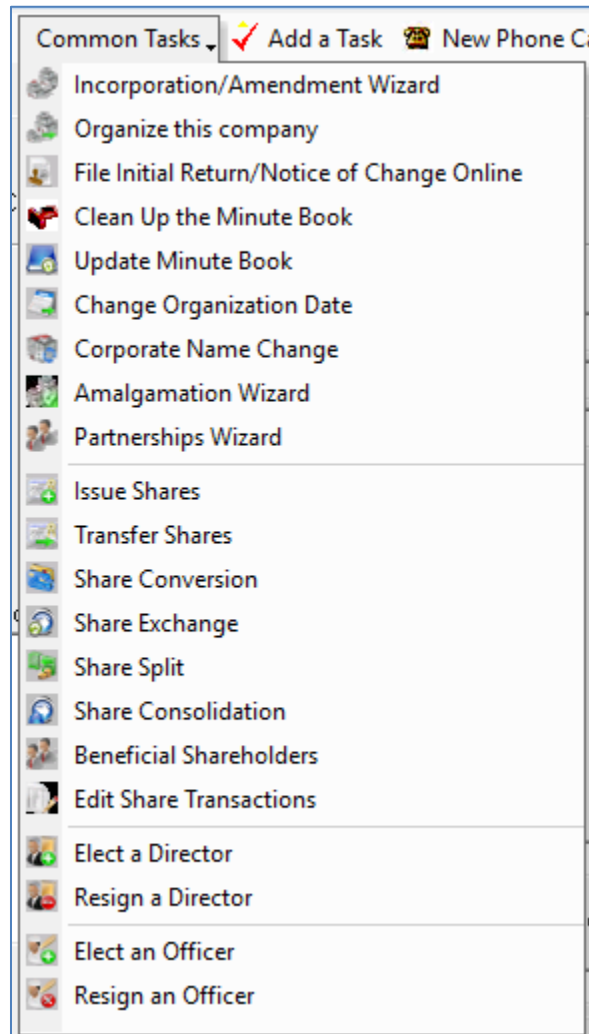 Common Tasks Add a Task New Phone
Incorporation/Amendment Wizard
Organize this company
File Initial Return/Notice of Change Online
Clean Up the Minute Book
Update Minute Book
Change Organization Date
Corporate Name Change
Amalgamation Wizard
Partnerships Wizard
Issue Shares
Transfer Shares
Share Conversion
Share Exchange
Share Split
Share Consolidation
Beneficial Shareholders
Edit Share Transactions
Elect a Director
Resign a Director
Elect an Officer
Resign an Officer